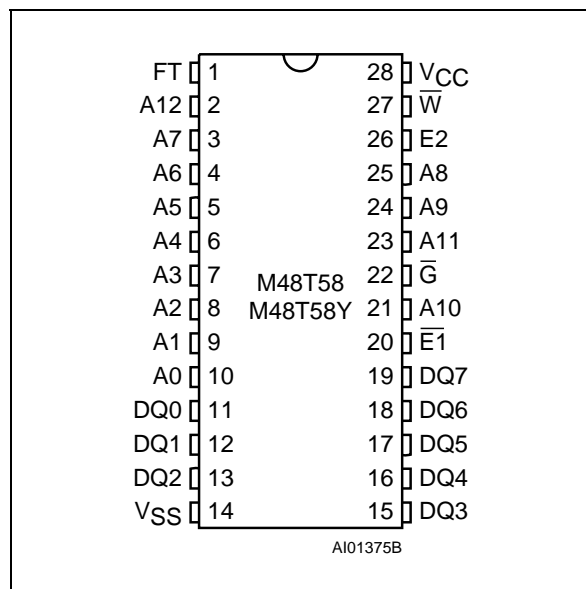 FT 1 28 VCC
A12 2 27 W̅
A7 3 26 E2
A6 4 25 A8
A5 5 24 A9
A4 6 23 A11
A3 7 22 G̅
M48T58
A2 8 21 A10
M48T58Y
A1 9 20 E̅1̅
A0 10 19 DQ7
DQ0 11 18 DQ6
DQ1 12 17 DQ5
DQ2 13 16 DQ4
VSS 14 15 DQ3
AI01375B